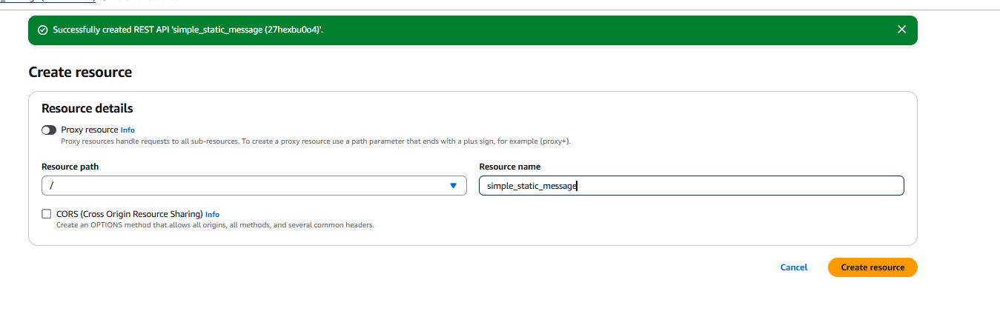 Successfully created REST API 'simple_static_message (27hexbu0o4)'.
Create resource
Resource details
Proxy resource Info
Proxy resources handle requests to all sub-resources. To create a proxy resource use a path parameter that ends with a plus sign, for example {proxy+}.
Resource path
Resource name
/
simple_static_message
CORS (Cross Origin Resource Sharing) Info
Create an OPTIONS method that allows all origins, all methods, and several common headers.
Cancel
Create resource